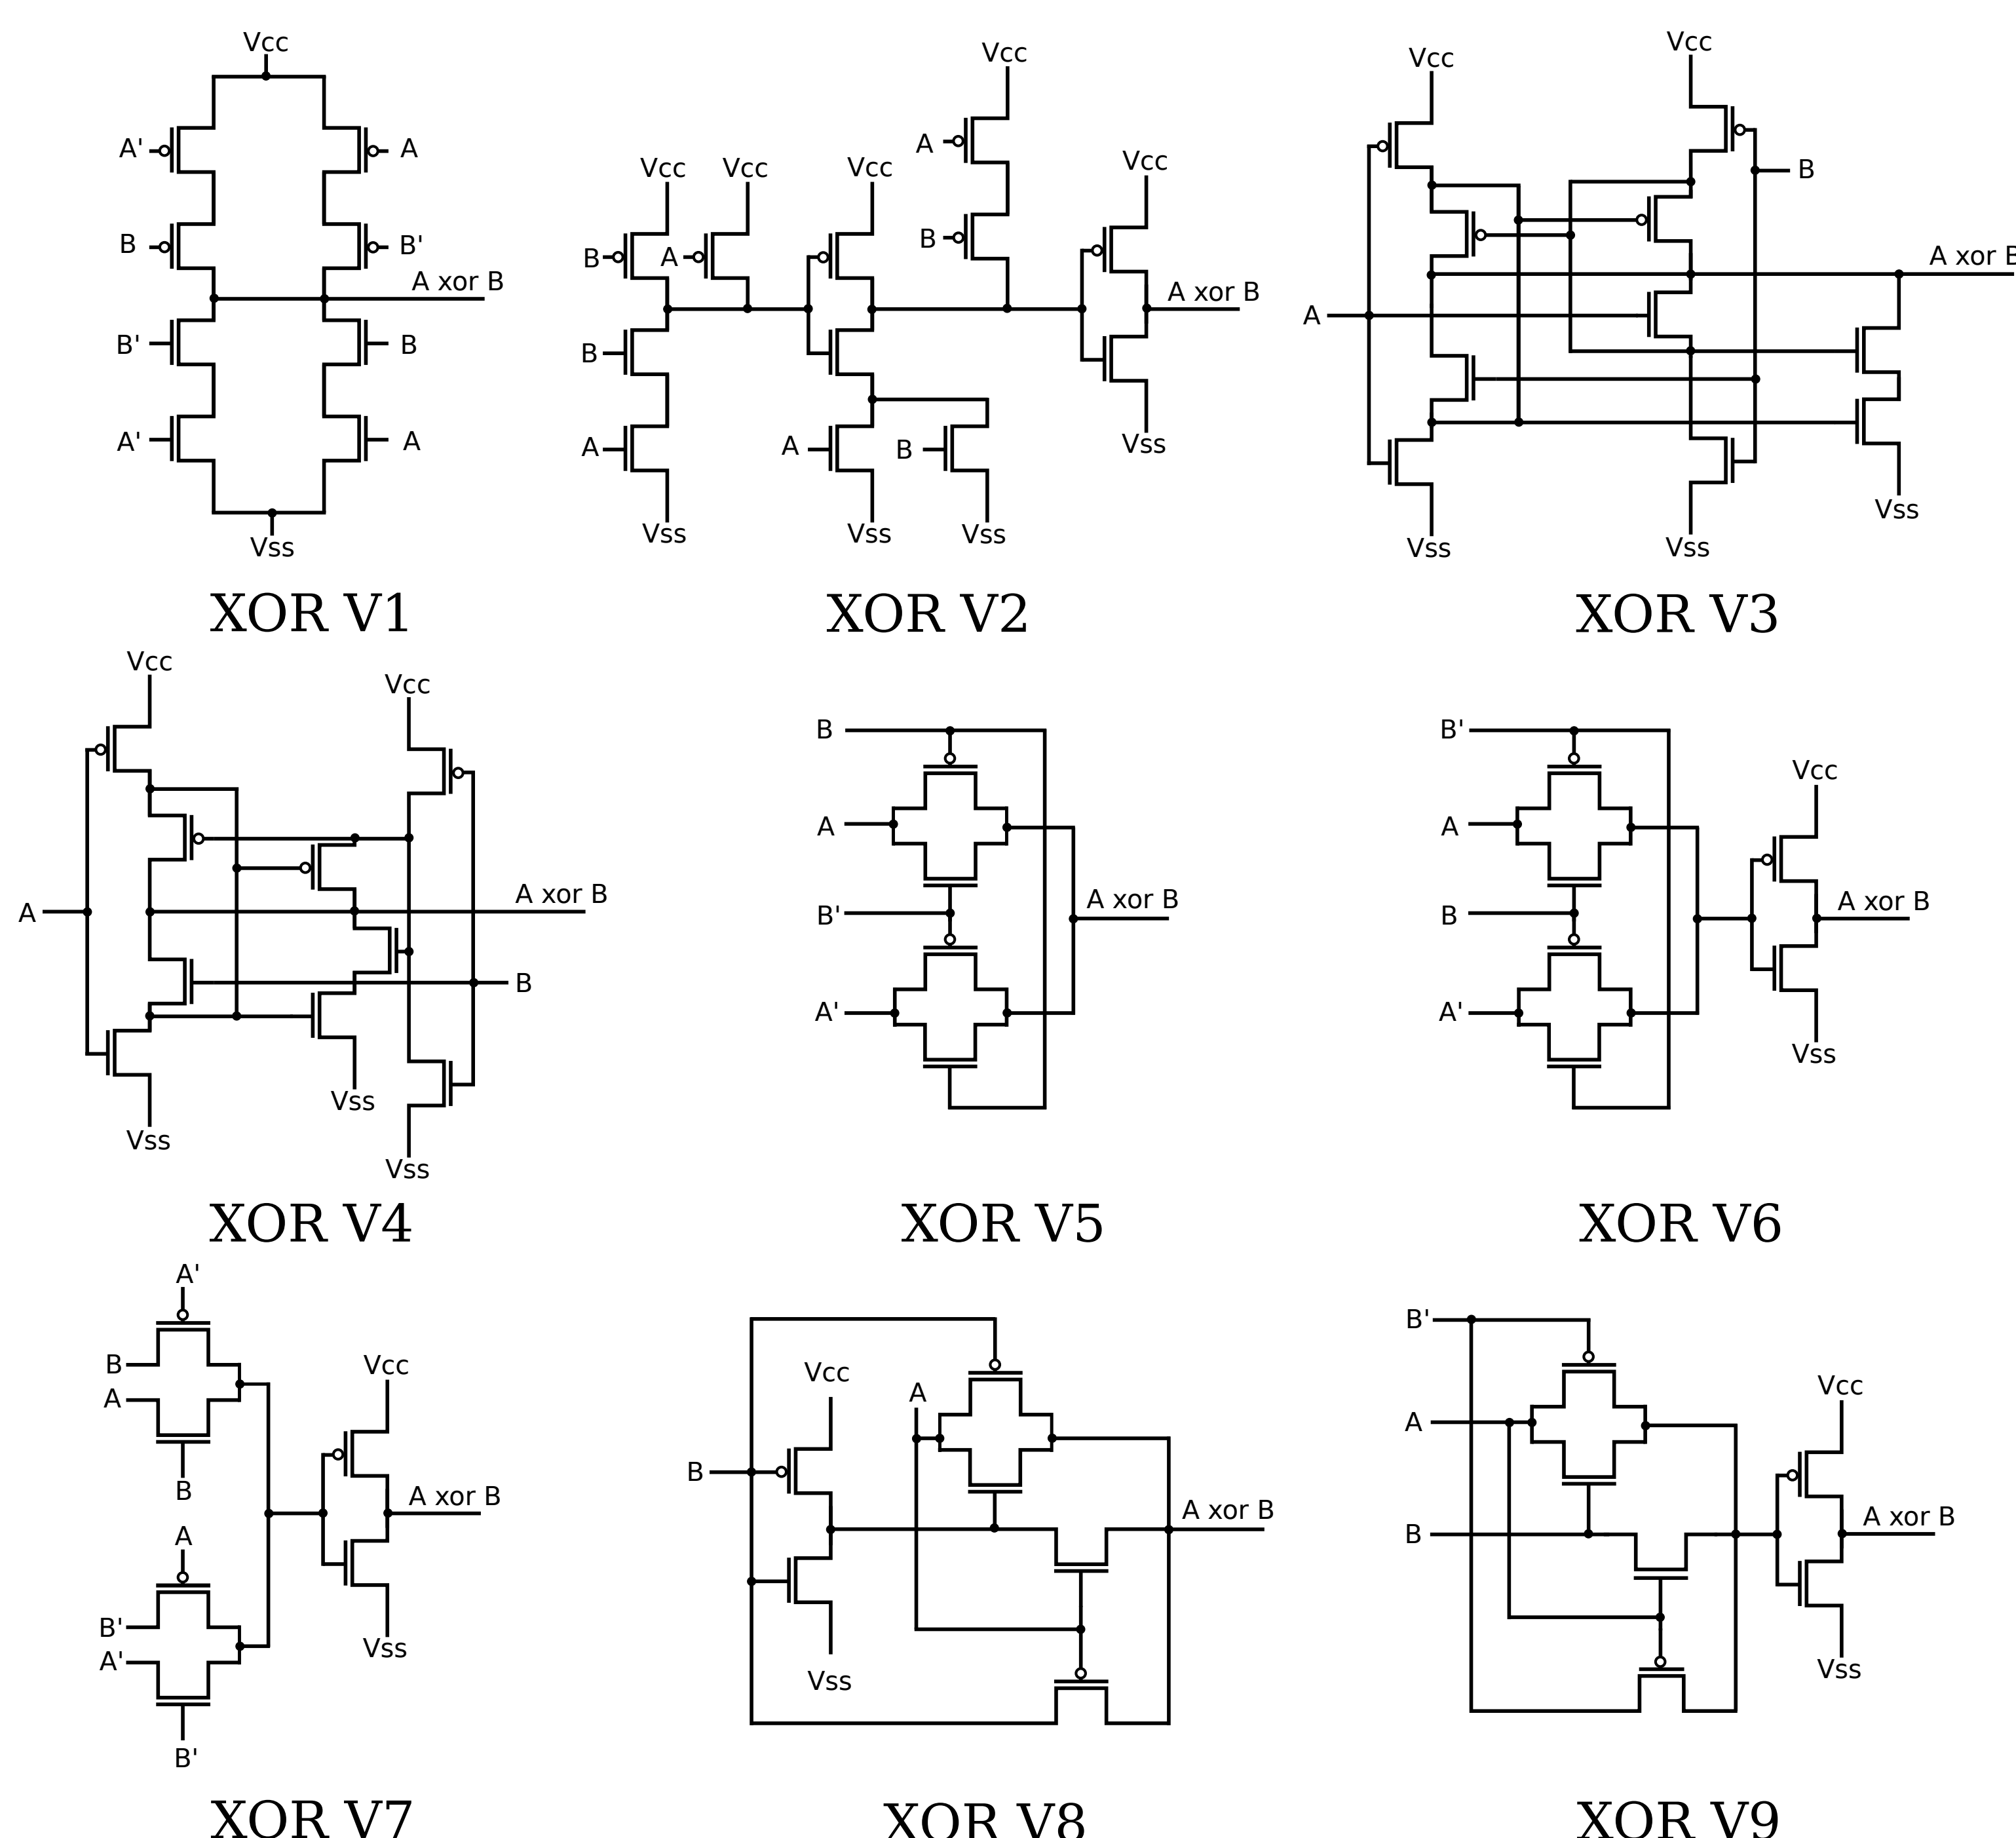 Vcc
A'
A
B
B'
A xor B
B'
B
A'
A
Vss
XOR V1
Vcc
A
Vcc
Vcc
Vcc
Vcc
B
B
A
A xor B
B
A
A
B
Vss
Vss
Vss
Vss
XOR V2
Vcc
Vcc
B
A xor B
A
Vss
Vss
Vss
XOR V3
Vcc
Vcc
A xor B
A
B
Vss
Vss
Vss
XOR V4
B
A
A xor B
B'
A'
XOR V5
B'
Vcc
A
A xor B
B
A'
Vss
XOR V6
A'
B
Vcc
A
B
A xor B
A
B'
Vss
A'
B'
XOR V7
Vcc
A
B
A xor B
Vss
XOR V8
B'
Vcc
A
A xor B
B
Vss
XOR V9